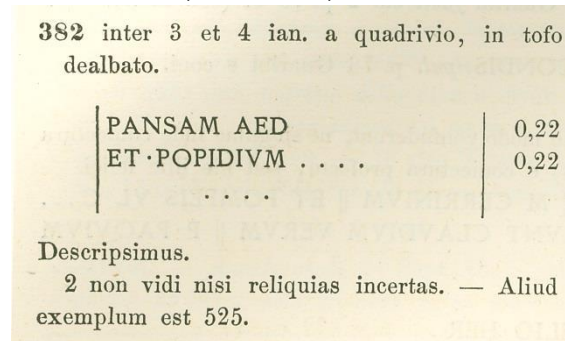 382 inter 3 et 4 ian. a quadrivio, in tofo
dealbato.
PANSAM AED 0,22
ET·POPIDIVM ..... 0,22
....
Descripsimus.
2 non vidi nisi reliquias incertas. — Aliud
exemplum est 525.